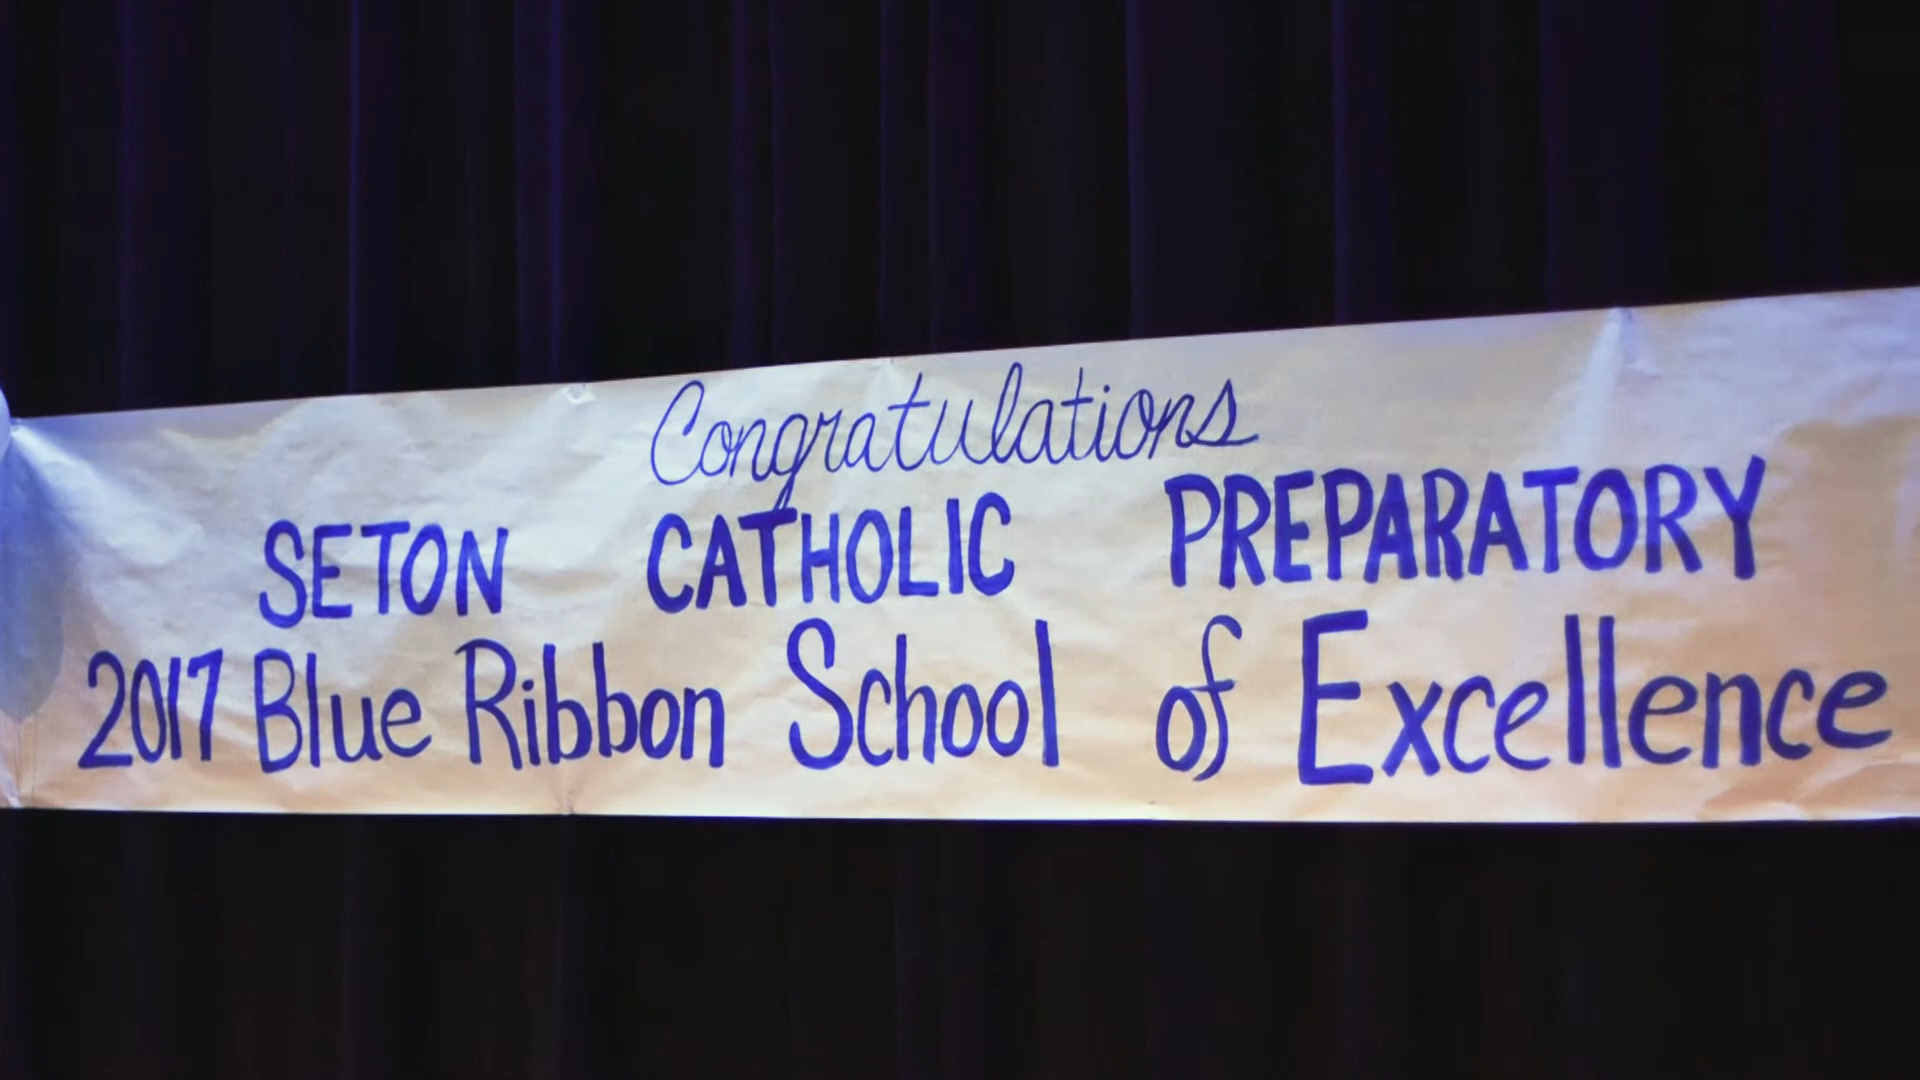 Congratulations
SETON CATHOLIC PREPARATORY
2017 Blue Ribbon School of Excellence